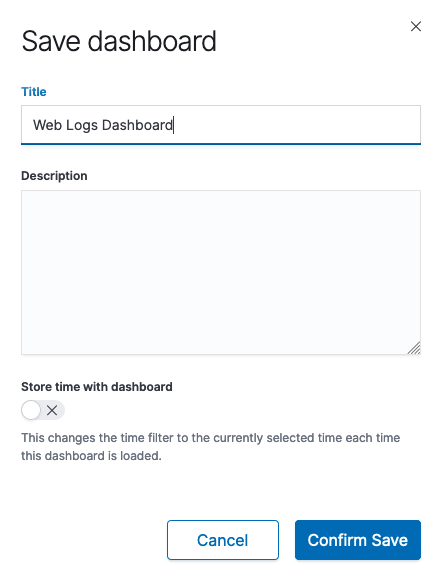 Save dashboard
Title
Web Logs Dashboard
Description
Store time with dashboard
This changes the time filter to the currently selected time each time
this dashboard is loaded.
Cancel
Confirm Save